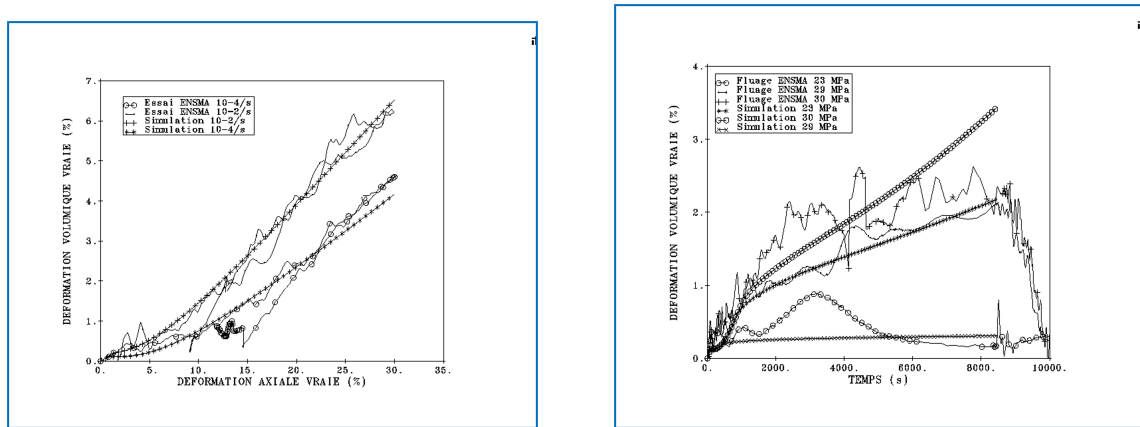 7.
6.
5.
4.
3.
2.
1.
0.
DEFORMATION VOLUMIQUE VRAIE (%)
Essai ENSMA 10-4/s
Essai ENSMA 10-2/s
Simulation 10-2/s
Simulation 10-4/s
0. 5. 10. 15. 20. 25. 30. 35.
DEFORMATION AXIALE VRAIE (%)
4.
3.
2.
1.
0.
DEFORMATION VOLUMIQUE VRAIE (%)
Fluage ENSMA 23 MPa
Fluage ENSMA 29 MPa
Fluage ENSMA 30 MPa
Simulation 23 MPa
Simulation 30 MPa
Simulation 29 MPa
0. 2000. 4000. 6000. 8000. 10000.
TEMPS (s)